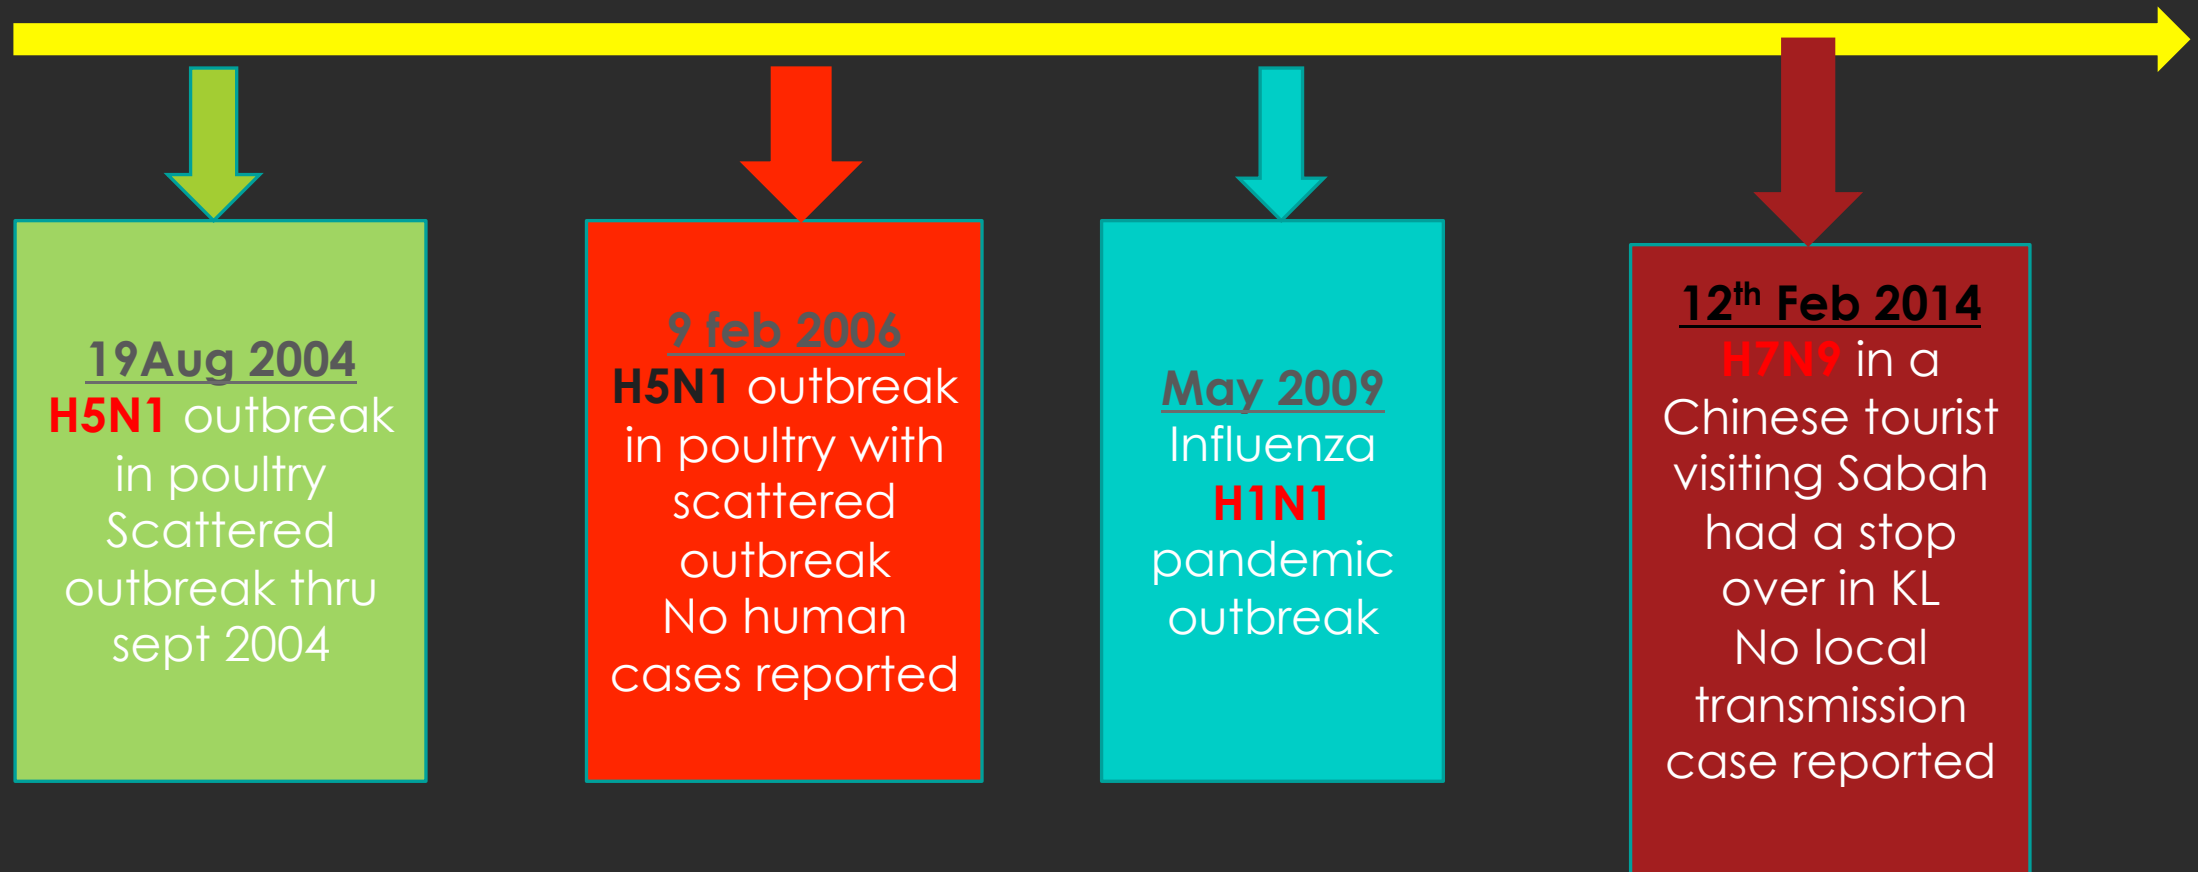 19Aug 2004
H5N1 outbreak
in poultry
Scattered
outbreak thru
sept 2004
9 feb 2006
H5N1 outbreak
in poultry with
scattered
outbreak
No human
cases reported
May 2009
Influenza
H1N1
pandemic
outbreak
12th Feb 2014
H7N9 in a
Chinese tourist
visiting Sabah
had a stop
over in KL
No local
transmission
case reported